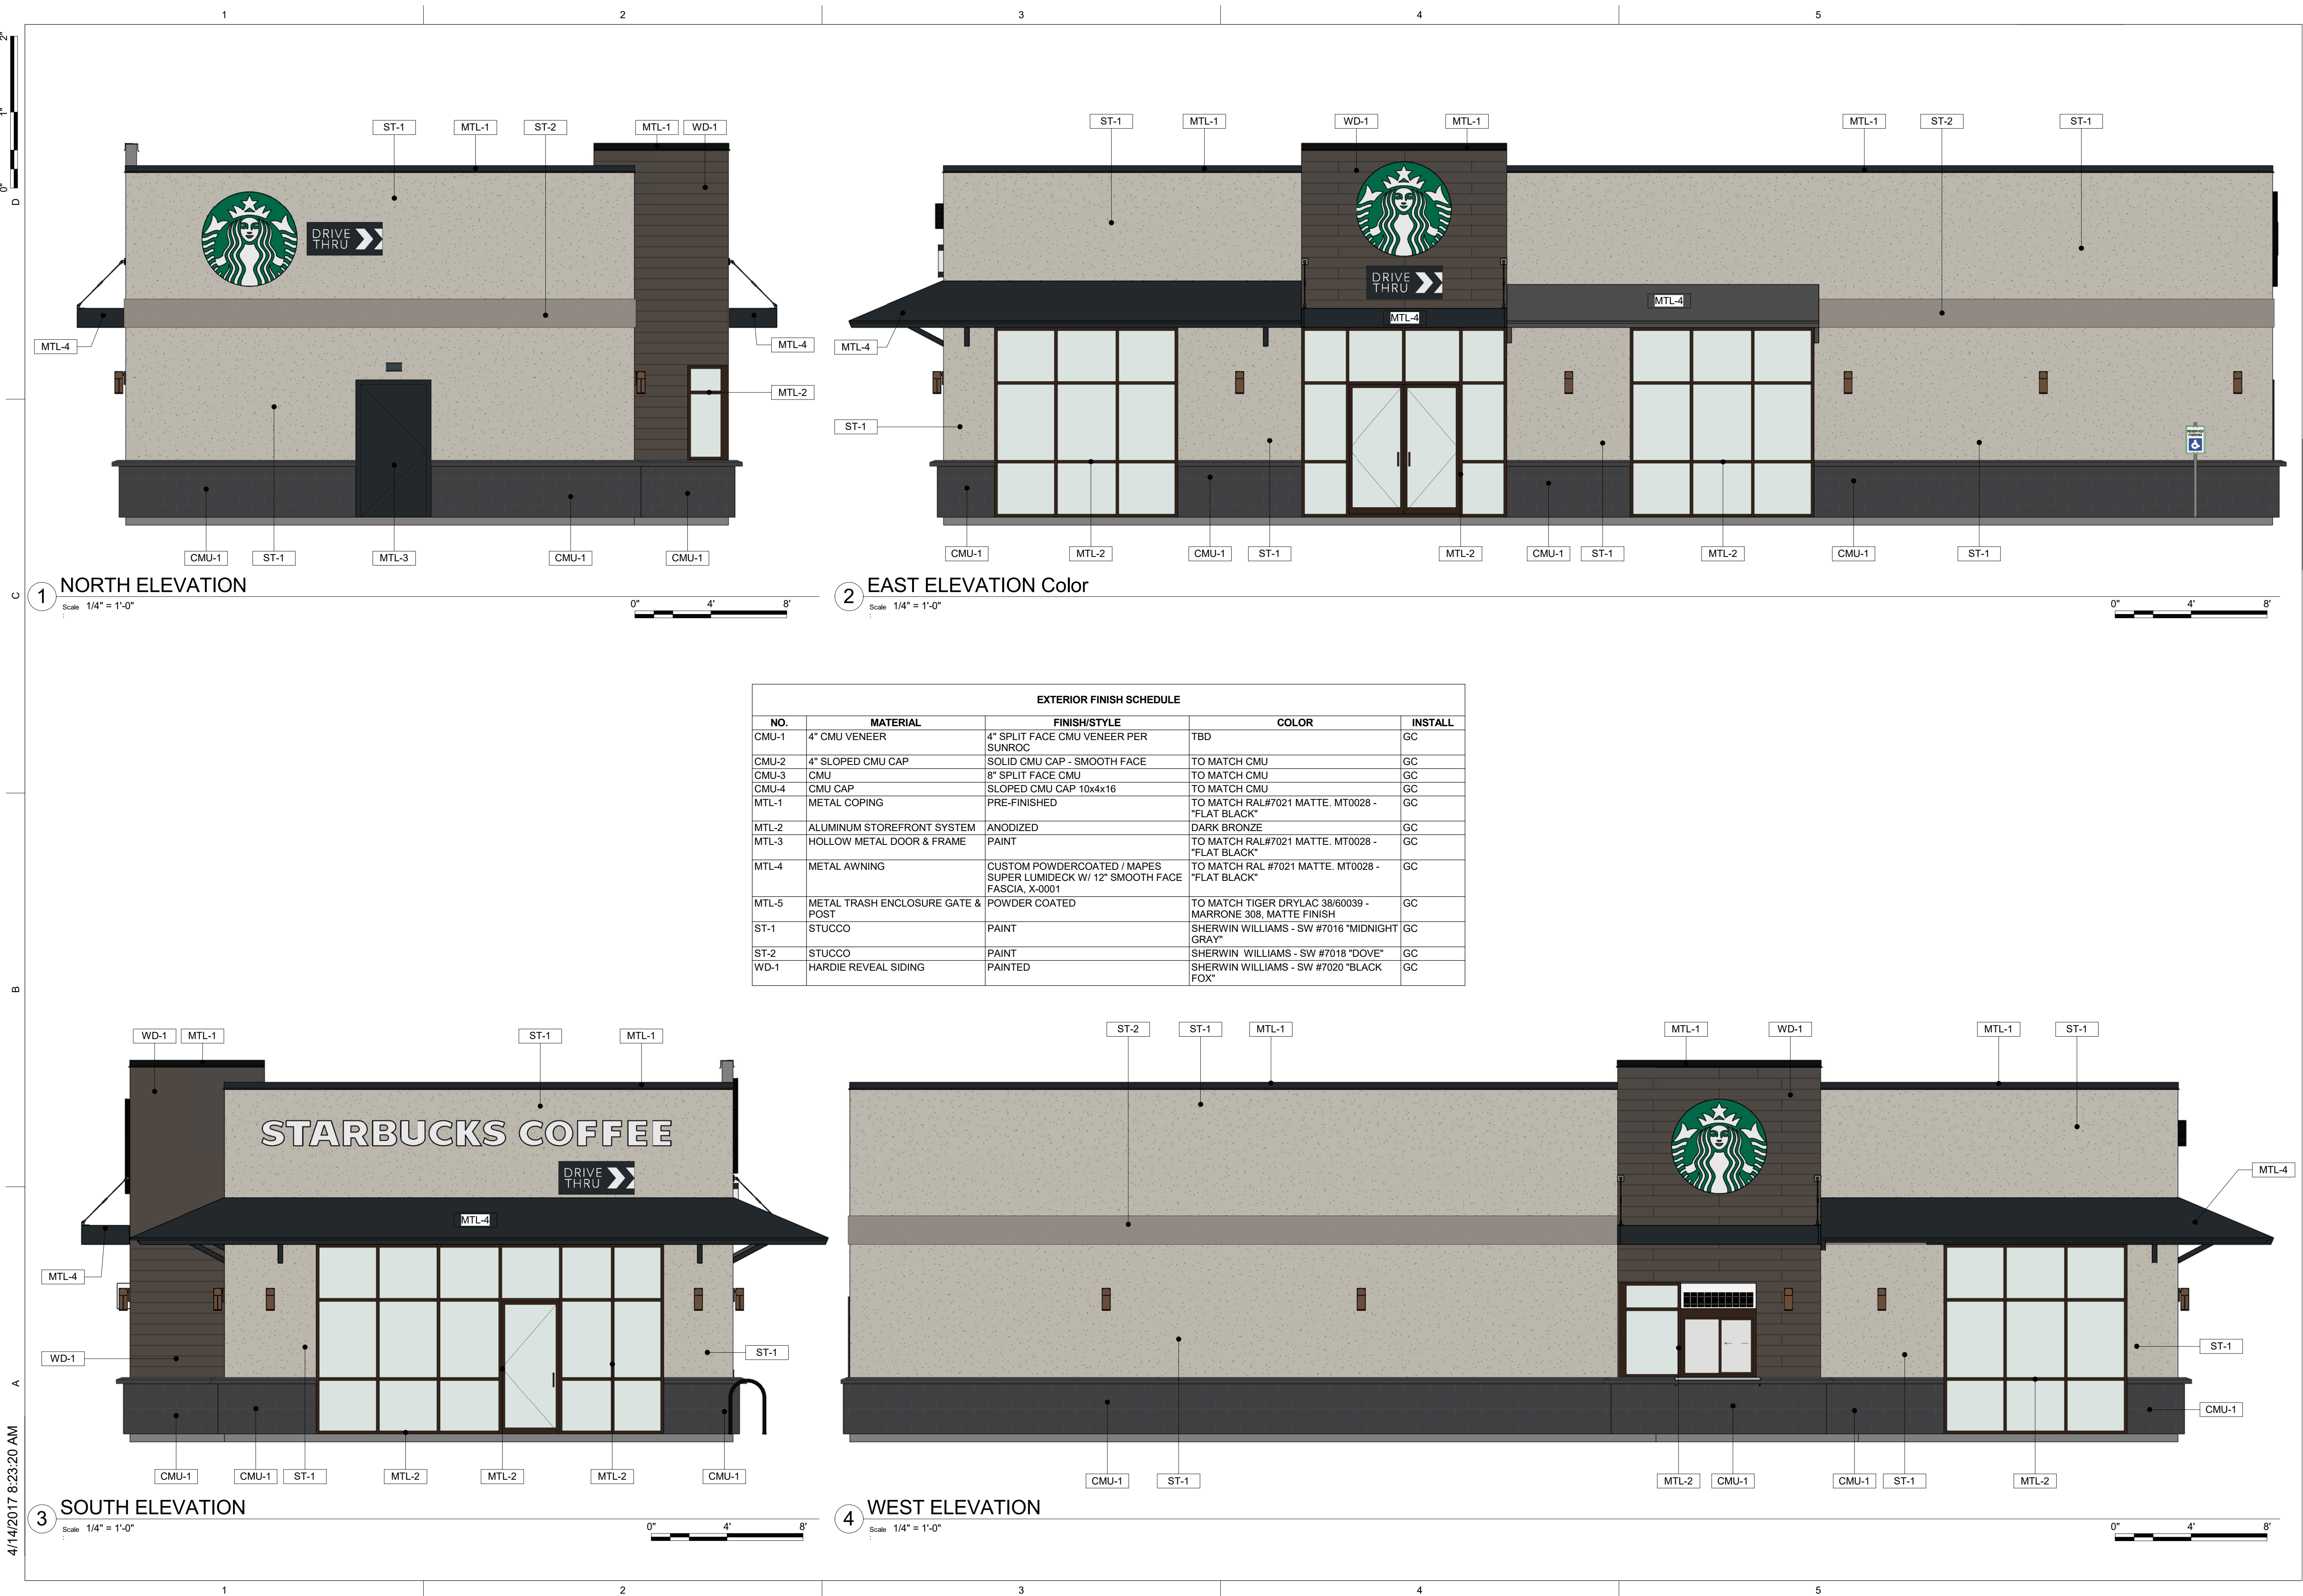 1 2 3 4 5
2"
1"
0"
D
C
B
A
ST-1 MTL-1 ST-2 MTL-1 WD-1
DRIVE
THRU
MTL-4
MTL-4
MTL-2
CMU-1 ST-1 MTL-3 CMU-1 CMU-1
1 NORTH ELEVATION
Scale 1/4" = 1'-0"
:
0" 4' 8'
ST-1 MTL-1 WD-1 MTL-1 MTL-1 ST-2 ST-1
DRIVE
THRU
MTL-4
MTL-4
MTL-4
ST-1
CMU-1 MTL-2 CMU-1 ST-1 MTL-2 CMU-1 ST-1 MTL-2 CMU-1 ST-1
2 EAST ELEVATION Color
Scale 1/4" = 1'-0"
:
0" 4' 8'
EXTERIOR FINISH SCHEDULE
NO. MATERIAL FINISH/STYLE COLOR INSTALL
CMU-1 4" CMU VENEER 4" SPLIT FACE CMU VENEER PER TBD GC
SUNROC
CMU-2 4" SLOPED CMU CAP SOLID CMU CAP - SMOOTH FACE TO MATCH CMU GC
CMU-3 CMU 8" SPLIT FACE CMU TO MATCH CMU GC
CMU-4 CMU CAP SLOPED CMU CAP 10x4x16 TO MATCH CMU GC
MTL-1 METAL COPING PRE-FINISHED TO MATCH RAL#7021 MATTE. MT0028 - GC
"FLAT BLACK"
MTL-2 ALUMINUM STOREFRONT SYSTEM ANODIZED DARK BRONZE GC
MTL-3 HOLLOW METAL DOOR & FRAME PAINT TO MATCH RAL#7021 MATTE. MT0028 - GC
"FLAT BLACK"
MTL-4 METAL AWNING CUSTOM POWDERCOATED / MAPES TO MATCH RAL #7021 MATTE. MT0028 - GC
SUPER LUMIDECK W/ 12" SMOOTH FACE "FLAT BLACK"
FASCIA, X-0001
MTL-5 METAL TRASH ENCLOSURE GATE & POWDER COATED TO MATCH TIGER DRYLAC 38/60039 - GC
POST MARRONE 308, MATTE FINISH
ST-1 STUCCO PAINT SHERWIN WILLIAMS - SW #7016 "MIDNIGHT GC
GRAY"
ST-2 STUCCO PAINT SHERWIN WILLIAMS - SW #7018 "DOVE" GC
WD-1 HARDIE REVEAL SIDING PAINTED SHERWIN WILLIAMS - SW #7020 "BLACK GC
FOX"
WD-1 MTL-1 ST-1 MTL-1
STARBUCKS COFFEE
DRIVE
THRU
MTL-4
MTL-4
WD-1
ST-1
CMU-1 CMU-1 ST-1 MTL-2 MTL-2 MTL-2 CMU-1
3 SOUTH ELEVATION
Scale 1/4" = 1'-0"
:
0" 4' 8'
ST-2 ST-1 MTL-1 MTL-1 WD-1 MTL-1 ST-1
MTL-4
ST-1
CMU-1
CMU-1 ST-1 MTL-2 CMU-1 CMU-1 ST-1 MTL-2
4 WEST ELEVATION
Scale 1/4" = 1'-0"
:
0" 4' 8'
4/14/2017 8:23:20 AM
1 2 3 4 5